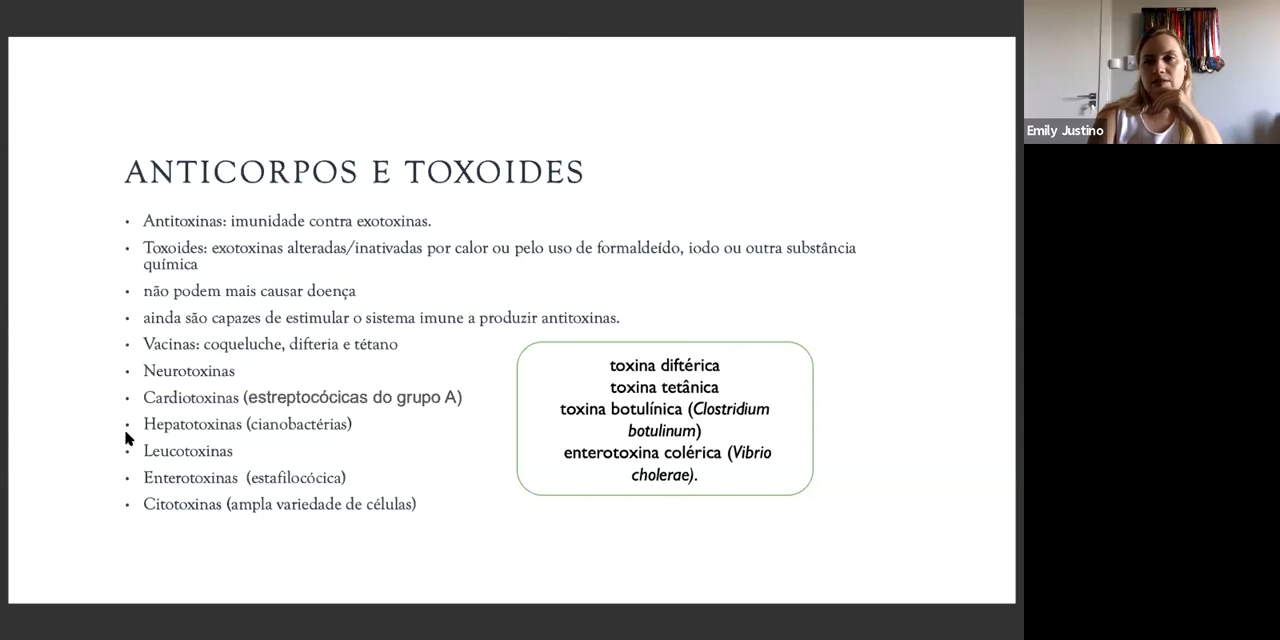 ANTICORPOS E TOXOIDES
• Antitoxinas: imunidade contra exotoxinas.
• Toxoides: exotoxinas alteradas/inativadas por calor ou pelo uso de formaldeído, iodo ou outra substância
química
• não podem mais causar doença
• ainda são capazes de estimular o sistema imune a produzir antitoxinas.
• Vacinas: coqueluche, difteria e tétano
• Neurotoxinas
• Cardiotoxinas (estreptocócicas do grupo A)
• Hepatotoxinas (cianobactérias)
• Leucotoxinas
• Enterotoxinas (estafilocócica)
• Citotoxinas (ampla variedade de células)
toxina diftérica
toxina tetânica
toxina botulínica (Clostridium
botulinum)
enterotoxina colérica (Vibrio
cholerae).
Emily Justino